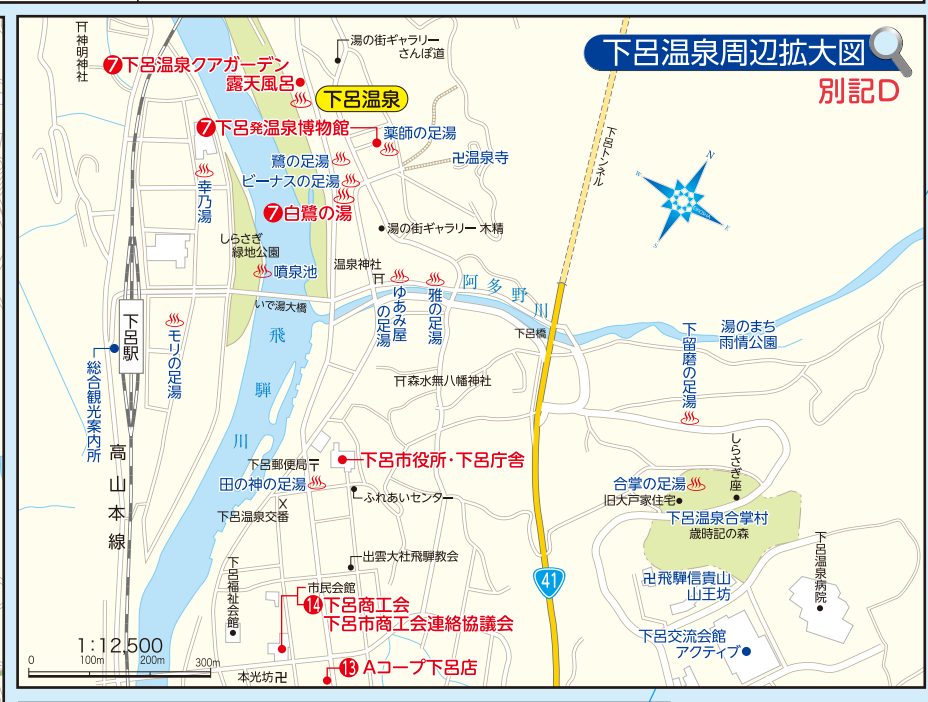 下呂温泉周辺拡大図
別記D
神明神社
湯の街ギャラリー
さんぽ道
7 下呂温泉クアガーデン
露天風呂
下呂温泉
下呂トンネル
7 下呂発温泉博物館
薬師の足湯
鷺の足湯
卍温泉寺
ビーナスの足湯
幸乃湯
7 白鷺の湯
N
W
E
S
湯の街ギャラリー 木精
しらさぎ
緑地公園
噴泉池
温泉神社
ゆあみ屋
の足湯
雅の足湯
阿多野川
いで湯大橋
下呂橋
湯のまち
雨情公園
下留磨の足湯
下呂駅
モリの足湯
総合観光案内所
飛騨川
森水無八幡神社
高山本線
しらさぎ座
下呂市役所・下呂庁舎
下呂郵便局〒
田の神の足湯
ふれあいセンター
X
下呂温泉交番
合掌の足湯
旧大戸家住宅
下呂温泉合掌村
歳時記の森
下呂温泉病院
出雲大社飛騨教会
下呂福祉会館
41
卍飛騨信貴山
山王坊
市民会館
14 下呂商工会
下呂市商工会連絡協議会
下呂交流会館
アクティブ
1:12,500
0 100m 200m 300m
本光坊卍
13 Aコープ下呂店